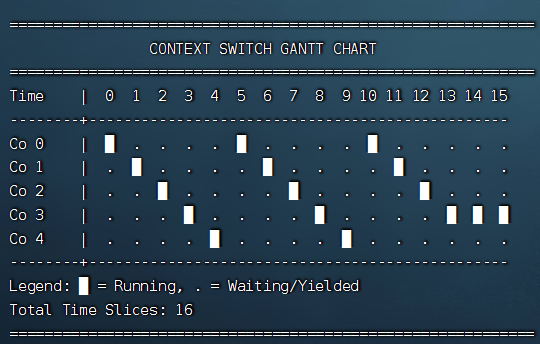 ============================================================
CONTEXT SWITCH GANTT CHART
============================================================
Time    |  0  1  2  3  4  5  6  7  8  9 10 11 12 13 14 15
--------+------------------------------------------------
Co 0    |  █  .  .  .  .  █  .  .  .  .  █  .  .  .  .  .
Co 1    |  .  █  .  .  .  .  █  .  .  .  .  █  .  .  .  .
Co 2    |  .  .  █  .  .  .  .  █  .  .  .  .  █  .  .  .
Co 3    |  .  .  .  █  .  .  .  .  █  .  .  .  .  █  █  █
Co 4    |  .  .  .  .  █  .  .  .  .  █  .  .  .  .  .  .
--------+------------------------------------------------
Legend: █ = Running, . = Waiting/Yielded
Total Time Slices: 16
============================================================